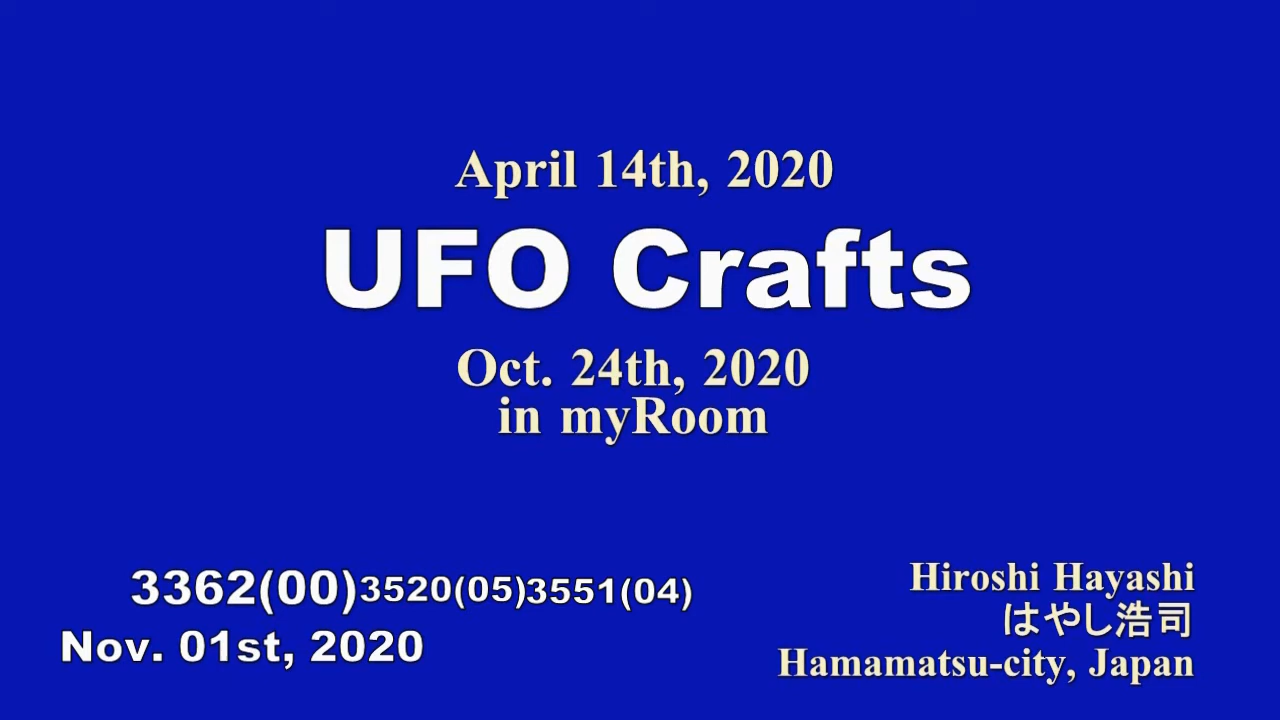 April 14th, 2020
UFO Crafts
Oct. 24th, 2020
in myRoom
3362(00)3520(05)3551(04)
Nov. 01st, 2020
Hiroshi Hayashi
はやし浩司
Hamamatsu-city, Japan